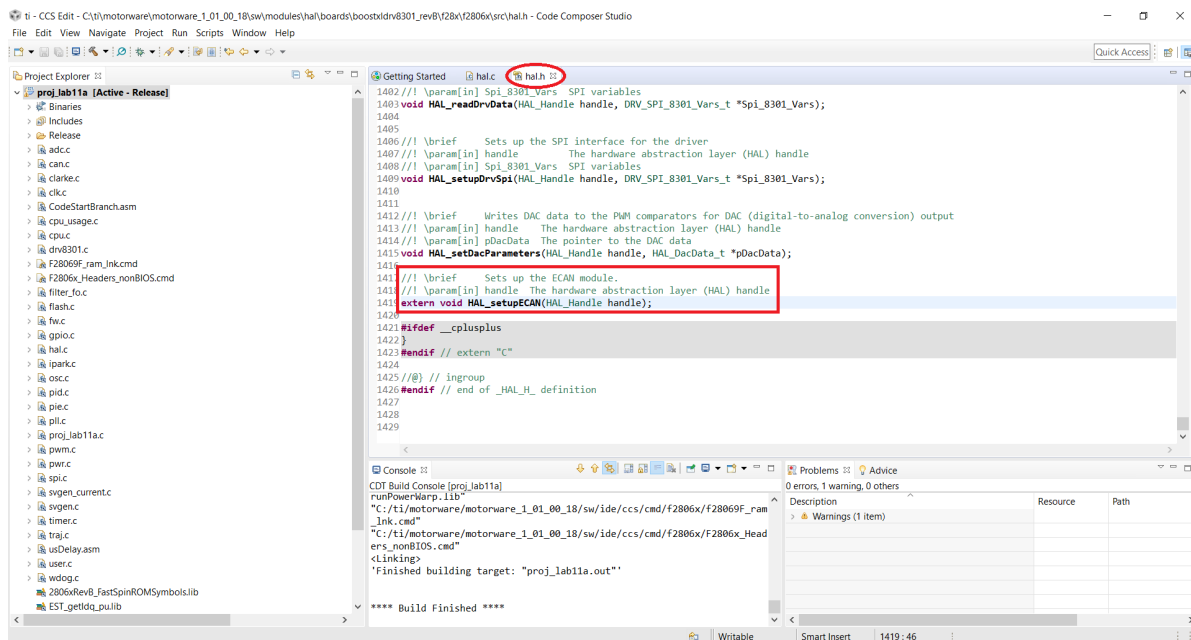 ti - CCS Edit - C:\ti\motorware\motorware_1_01_00_18\sw\modules\hal\boards\boostxldrv8301_revB\f28x\f2806x\src\hal.h - Code Composer Studio
File Edit View Navigate Project Run Scripts Window Help
Quick Access
Project Explorer
proj_lab11a [Active - Release]
Binaries
Includes
Release
adc.c
can.c
clarke.c
clk.c
CodeStartBranch.asm
cpu_usage.c
cpu.c
drv8301.c
F28069F_ram_lnk.cmd
F2806x_Headers_nonBIOS.cmd
filter_fo.c
flash.c
fw.c
gpio.c
hal.c
ipark.c
osc.c
pid.c
pie.c
pll.c
proj_lab11a.c
pwm.c
pwr.c
spi.c
svgen_current.c
svgen.c
timer.c
traj.c
usDelay.asm
user.c
wdog.c
2806xRevB_FastSpinROMSymbols.lib
EST_getIdq_pu.lib
Getting Started hal.c hal.h
1402 //! \param[in] Spi_8301_Vars  SPI variables
1403 void HAL_readDrvData(HAL_Handle handle, DRV_SPI_8301_Vars_t *Spi_8301_Vars);
1404
1405
1406 //! \brief     Sets up the SPI interface for the driver
1407 //! \param[in] handle         The hardware abstraction layer (HAL) handle
1408 //! \param[in] Spi_8301_Vars  SPI variables
1409 void HAL_setupDrvSpi(HAL_Handle handle, DRV_SPI_8301_Vars_t *Spi_8301_Vars);
1410
1411
1412 //! \brief     Writes DAC data to the PWM comparators for DAC (digital-to-analog conversion) output
1413 //! \param[in] handle    The hardware abstraction layer (HAL) handle
1414 //! \param[in] pDacData  The pointer to the DAC data
1415 void HAL_setDacParameters(HAL_Handle handle, HAL_DacData_t *pDacData);
1416
1417 //! \brief     Sets up the ECAN module.
1418 //! \param[in] handle  The hardware abstraction layer (HAL) handle
1419 extern void HAL_setupECAN(HAL_Handle handle);
1420
1421 #ifdef __cplusplus
1422 }
1423 #endif // extern "C"
1424
1425 //@} // ingroup
1426 #endif // end of _HAL_H_ definition
1427
1428
1429
Console
CDT Build Console [proj_lab11a]
runPowerWarp.lib"
"C:/ti/motorware/motorware_1_01_00_18/sw/ide/ccs/cmd/f2806x/f28069F_ram
_lnk.cmd"
"C:/ti/motorware/motorware_1_01_00_18/sw/ide/ccs/cmd/f2806x/F2806x_Head
ers_nonBIOS.cmd"
<Linking>
'Finished building target: "proj_lab11a.out"'
**** Build Finished ****
Problems Advice
0 errors, 1 warning, 0 others
Description Resource Path
Warnings (1 item)
Writable Smart Insert 1419 : 46